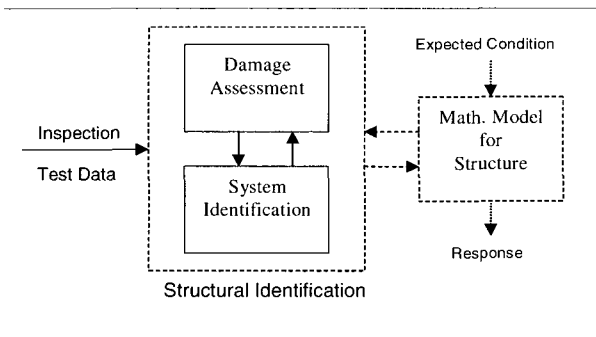 Damage
Assessment
Expected Condition
Math. Model
for
Structure
Inspection
Test Data
System
Identification
Response
Structural Identification